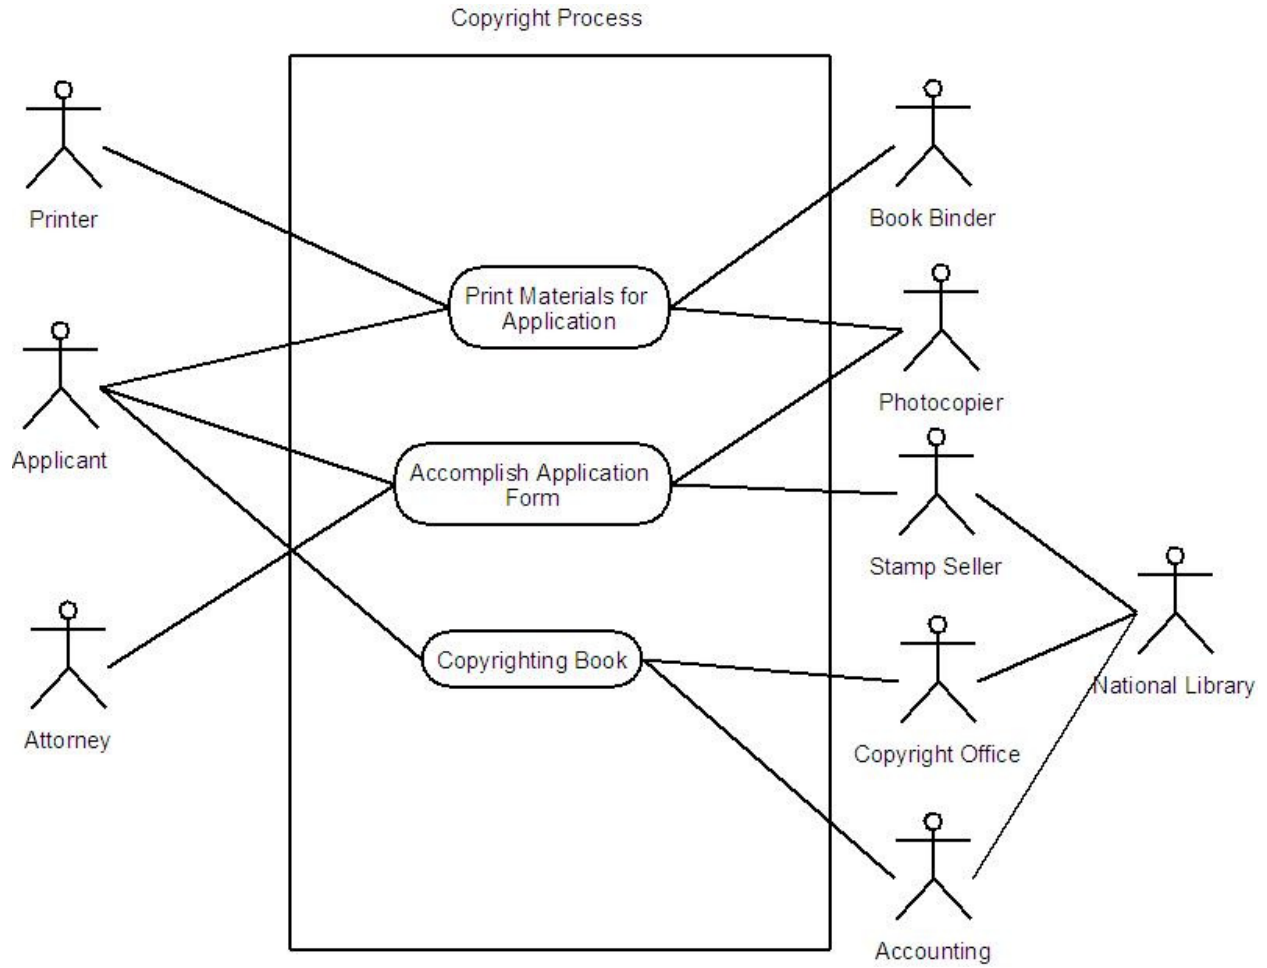 Copyright Process
Printer
Book Binder
Print Materials for
Application
Photocopier
Applicant
Accomplish Application
Form
Stamp Seller
Copyrighting Book
National Library
Attorney
Copyright Office
Accounting